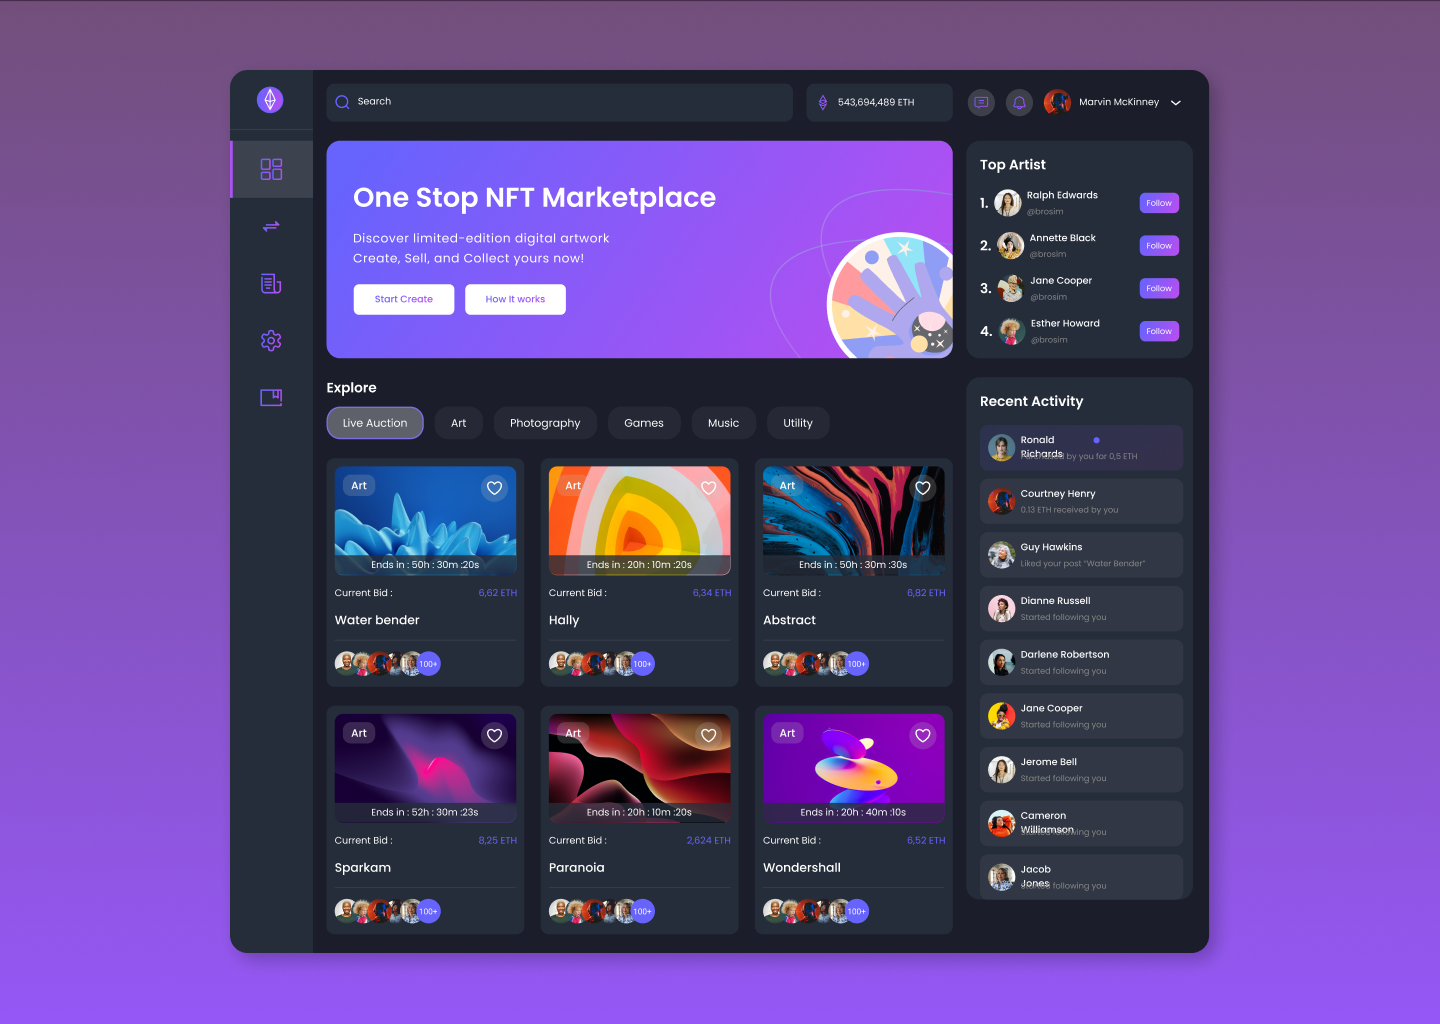 Search
543,694,489 ETH
Marvin McKinney
One Stop NFT Marketplace
Discover limited-edition digital artwork
Create, Sell, and Collect yours now!
Start Create
How It works
Top Artist
1.
Ralph Edwards
@brosim
Follow
2.
Annette Black
@brosim
Follow
3.
Jane Cooper
@brosim
Follow
4.
Esther Howard
@brosim
Follow
Explore
Live Auction
Art
Photography
Games
Music
Utility
Art
Ends in : 50h : 30m :20s
Current Bid :
6,62 ETH
Water bender
100+
Art
Ends in : 20h : 10m :20s
Current Bid :
6,34 ETH
Hally
100+
Art
Ends in : 50h : 30m :30s
Current Bid :
6,82 ETH
Abstract
100+
Art
Ends in : 52h : 30m :23s
Current Bid :
8,25 ETH
Sparkam
100+
Art
Ends in : 20h : 10m :20s
Current Bid :
2,624 ETH
Paranoia
100+
Art
Ends in : 20h : 40m :10s
Current Bid :
6,52 ETH
Wondershall
100+
Recent Activity
Ronald
Richards
by you for 0,5 ETH
Courtney Henry
0.13 ETH received by you
Guy Hawkins
Liked your post “Water Bender”
Dianne Russell
Started following you
Darlene Robertson
Started following you
Jane Cooper
Started following you
Jerome Bell
Started following you
Cameron
Williamson
Started following you
Jacob
Jones
Started following you